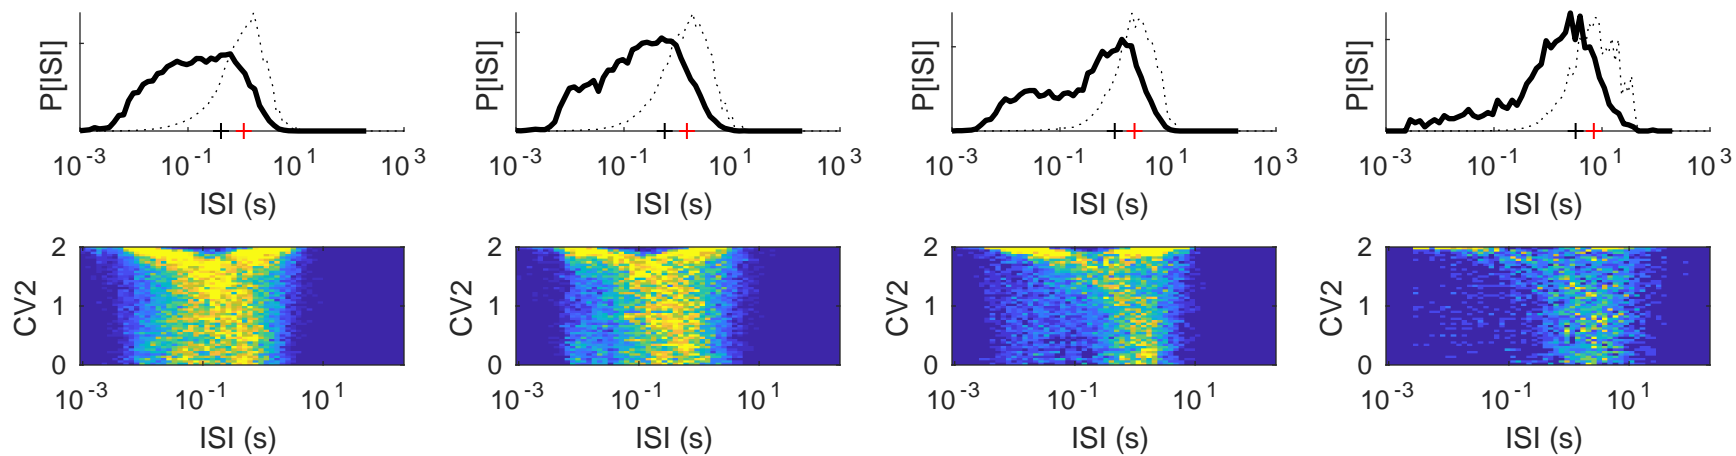 P[ISI] P[ISI] P[ISI] P[ISI]
10^-3 10^-1 10^1 10^3 10^-3 10^-1 10^1 10^3 10^-3 10^-1 10^1 10^3 10^-3 10^-1 10^1 10^3
ISI (s) ISI (s) ISI (s) ISI (s)
2 2 2 2
CV2 1 CV2 1 CV2 1 CV2 1
0 0 0 0
10^-3 10^-1 10^1 10^-3 10^-1 10^1 10^-3 10^-1 10^1 10^-3 10^-1 10^1
ISI (s) ISI (s) ISI (s) ISI (s)